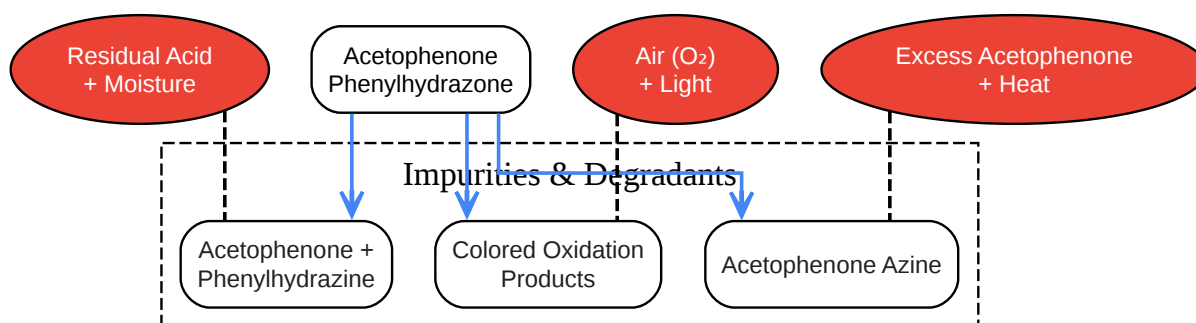 Residual Acid
+ Moisture
Acetophenone
Phenylhydrazone
Air (O₂)
+ Light
Excess Acetophenone
+ Heat
Impurities & Degradants
Acetophenone +
Phenylhydrazine
Colored Oxidation
Products
Acetophenone Azine